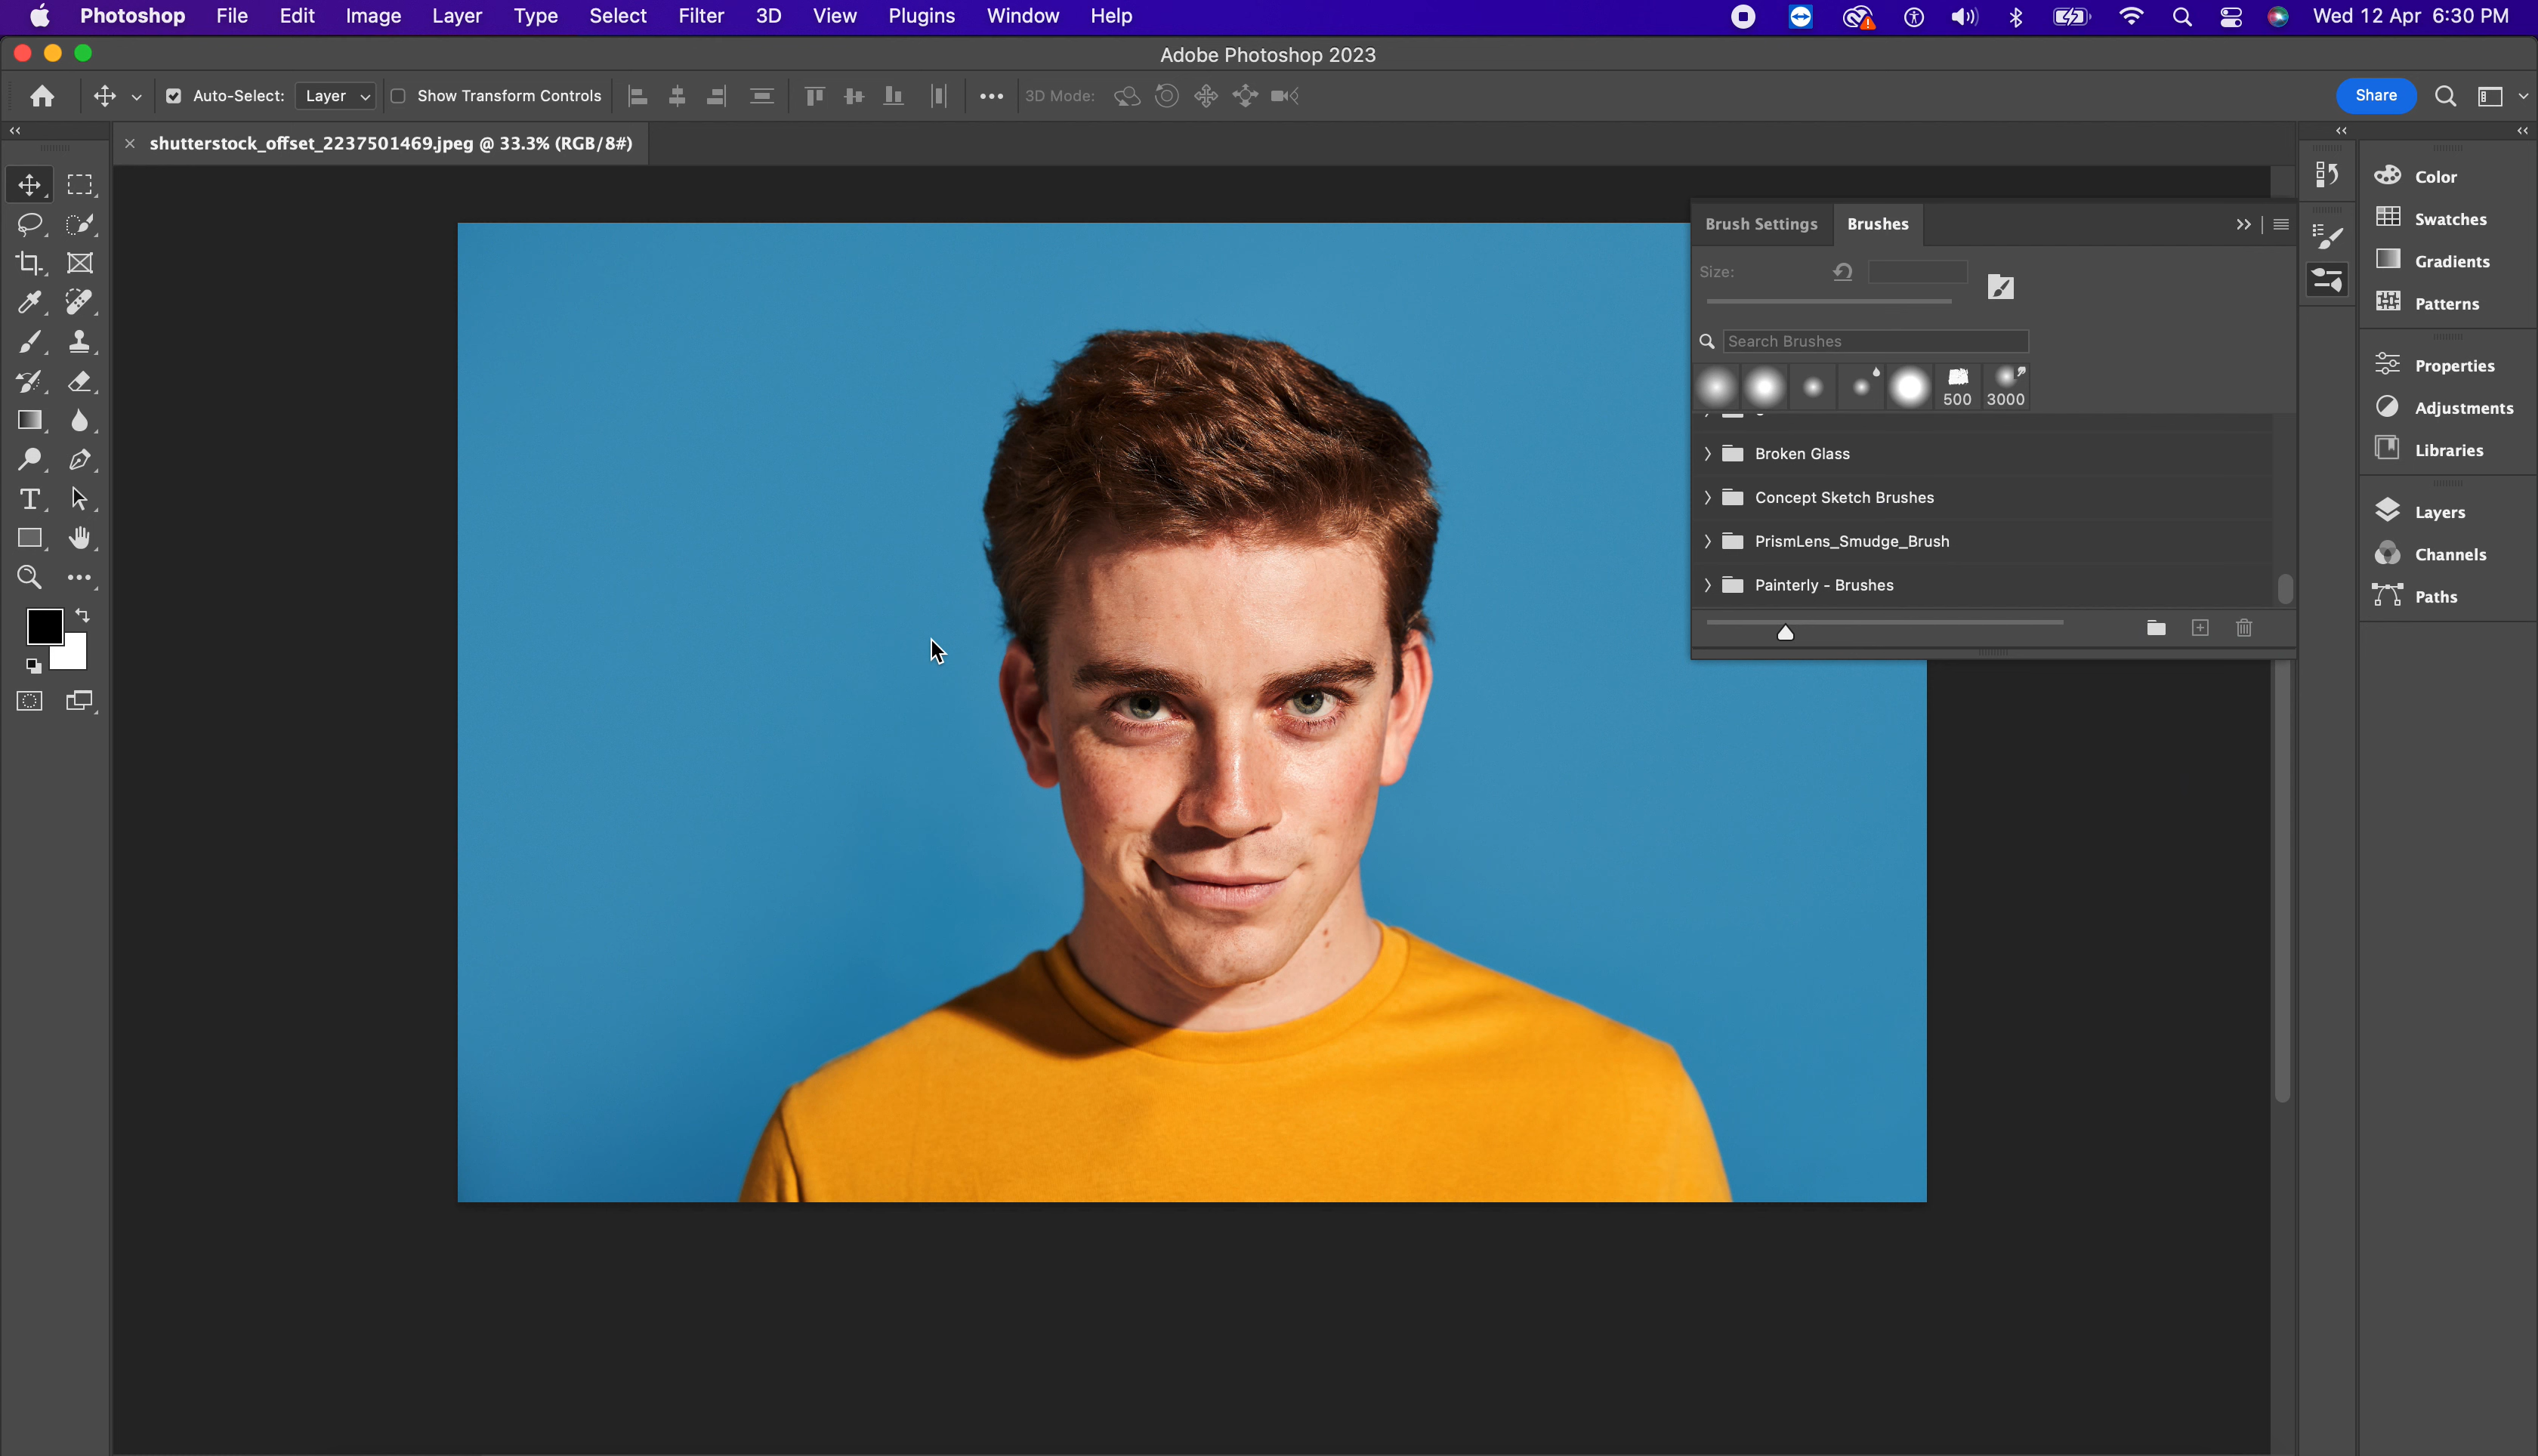 Photoshop File Edit Image Layer Type Select Filter 3D View Plugins Window Help Wed 12 Apr 6:30 PM
Adobe Photoshop 2023
Auto-Select: Layer Show Transform Controls 3D Mode: Share
shutterstock_offset_2237501469.jpeg @ 33.3% (RGB/8#)
Brush Settings Brushes
Size:
Search Brushes
500 3000
Broken Glass
Concept Sketch Brushes
PrismLens_Smudge_Brush
Painterly - Brushes
Color
Swatches
Gradients
Patterns
Properties
Adjustments
Libraries
Layers
Channels
Paths